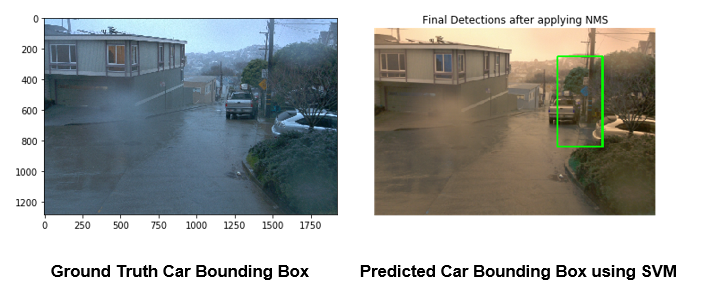 Final Detections after applying NMS
0
200
400
600
800
1000
1200
0 250 500 750 1000 1250 1500 1750
Ground Truth Car Bounding Box
Predicted Car Bounding Box using SVM